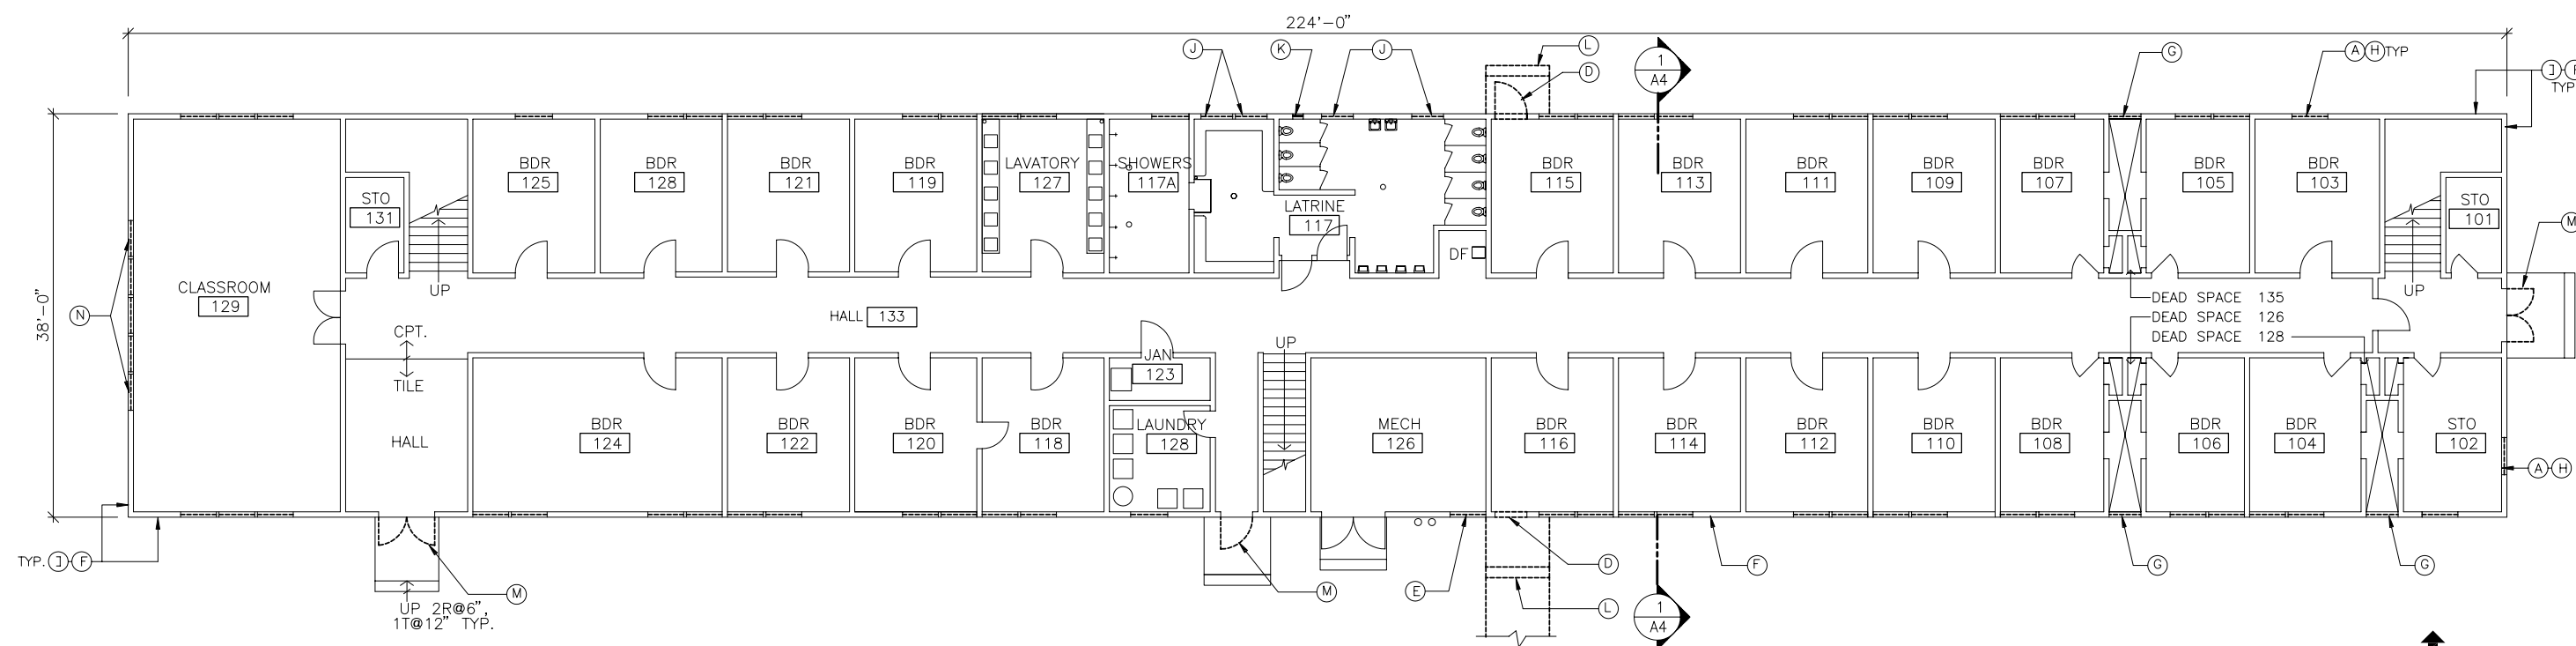 224'-0"
J
K
J
L
D
1
A4
G
A H TYP
J F
TYP
BDR
125
BDR
128
BDR
121
BDR
119
LAVATORY
127
SHOWERS
117A
BDR
115
BDR
113
BDR
111
BDR
109
BDR
107
BDR
105
BDR
103
STO
131
LATRINE
117
STO
101
M
DF
UP
UP
CLASSROOM
129
38'-0"
N
HALL 133
CPT.
TILE
UP
DEAD SPACE 135
DEAD SPACE 126
DEAD SPACE 128
JAN
123
HALL
BDR
124
BDR
122
BDR
120
BDR
118
LAUNDRY
128
MECH
126
BDR
116
BDR
114
BDR
112
BDR
110
BDR
108
BDR
106
BDR
104
STO
102
A H
TYP. J F
M
UP 2R@6",
1T@12" TYP.
M
E
D
L
F
1
A4
G
G